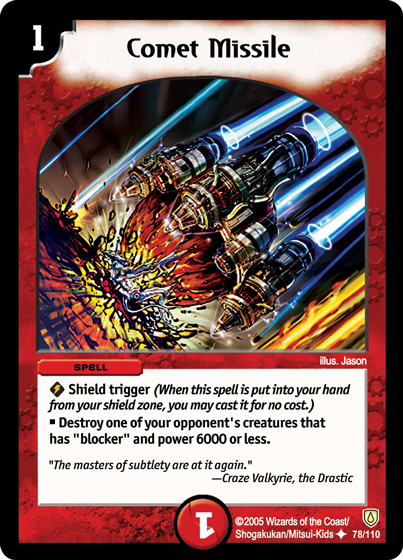 1
Comet Missile
illus. Jason
SPELL
Shield trigger (When this spell is put into your hand
from your shield zone, you may cast it for no cost.)
▪ Destroy one of your opponent's creatures that
has "blocker" and power 6000 or less.
"The masters of subtlety are at it again."
—Craze Valkyrie, the Drastic
1
©2005 Wizards of the Coast/
Shogakukan/Mitsui-Kids ✦ 78/110